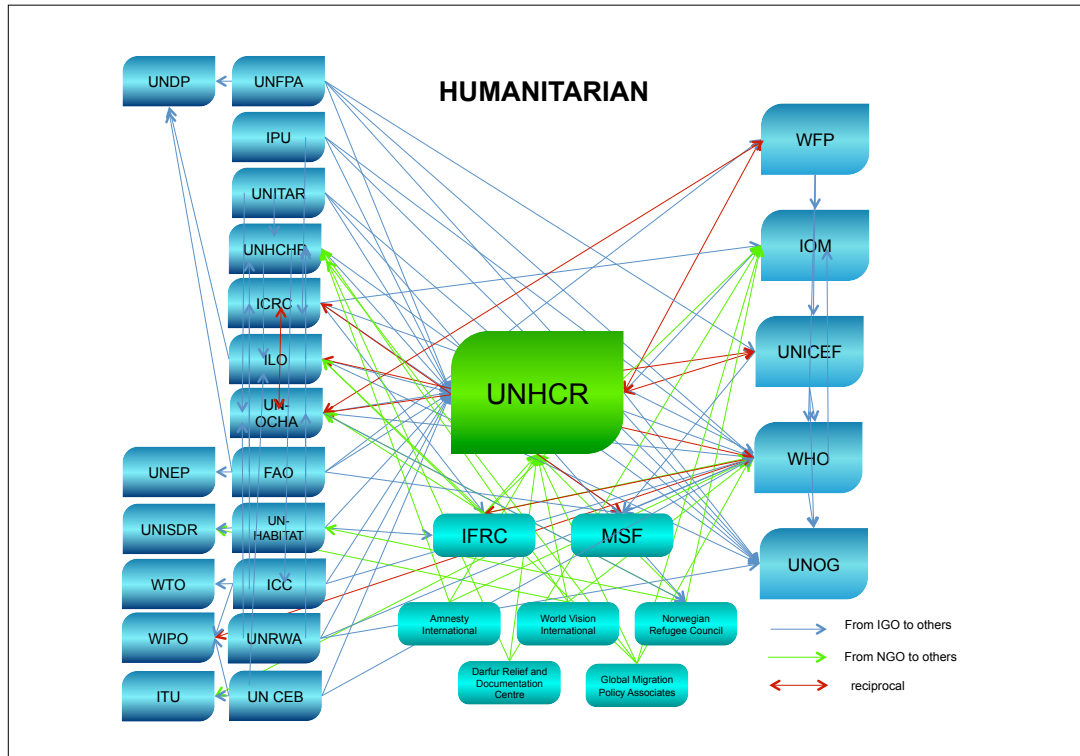 HUMANITARIAN
UNDP
UNFPA
IPU
UNITAR
UNHCHR
ICRC
ILO
UN-
OCHA
UNEP
FAO
UNISDR
UN-
HABITAT
WTO
ICC
WIPO
UNRWA
ITU
UN CEB
UNHCR
IFRC
MSF
Amnesty
International
World Vision
International
Norwegian
Refugee Council
Darfur Relief and
Documentation
Centre
Global Migration
Policy Associates
WFP
IOM
UNICEF
WHO
UNOG
From IGO to others
From NGO to others
reciprocal